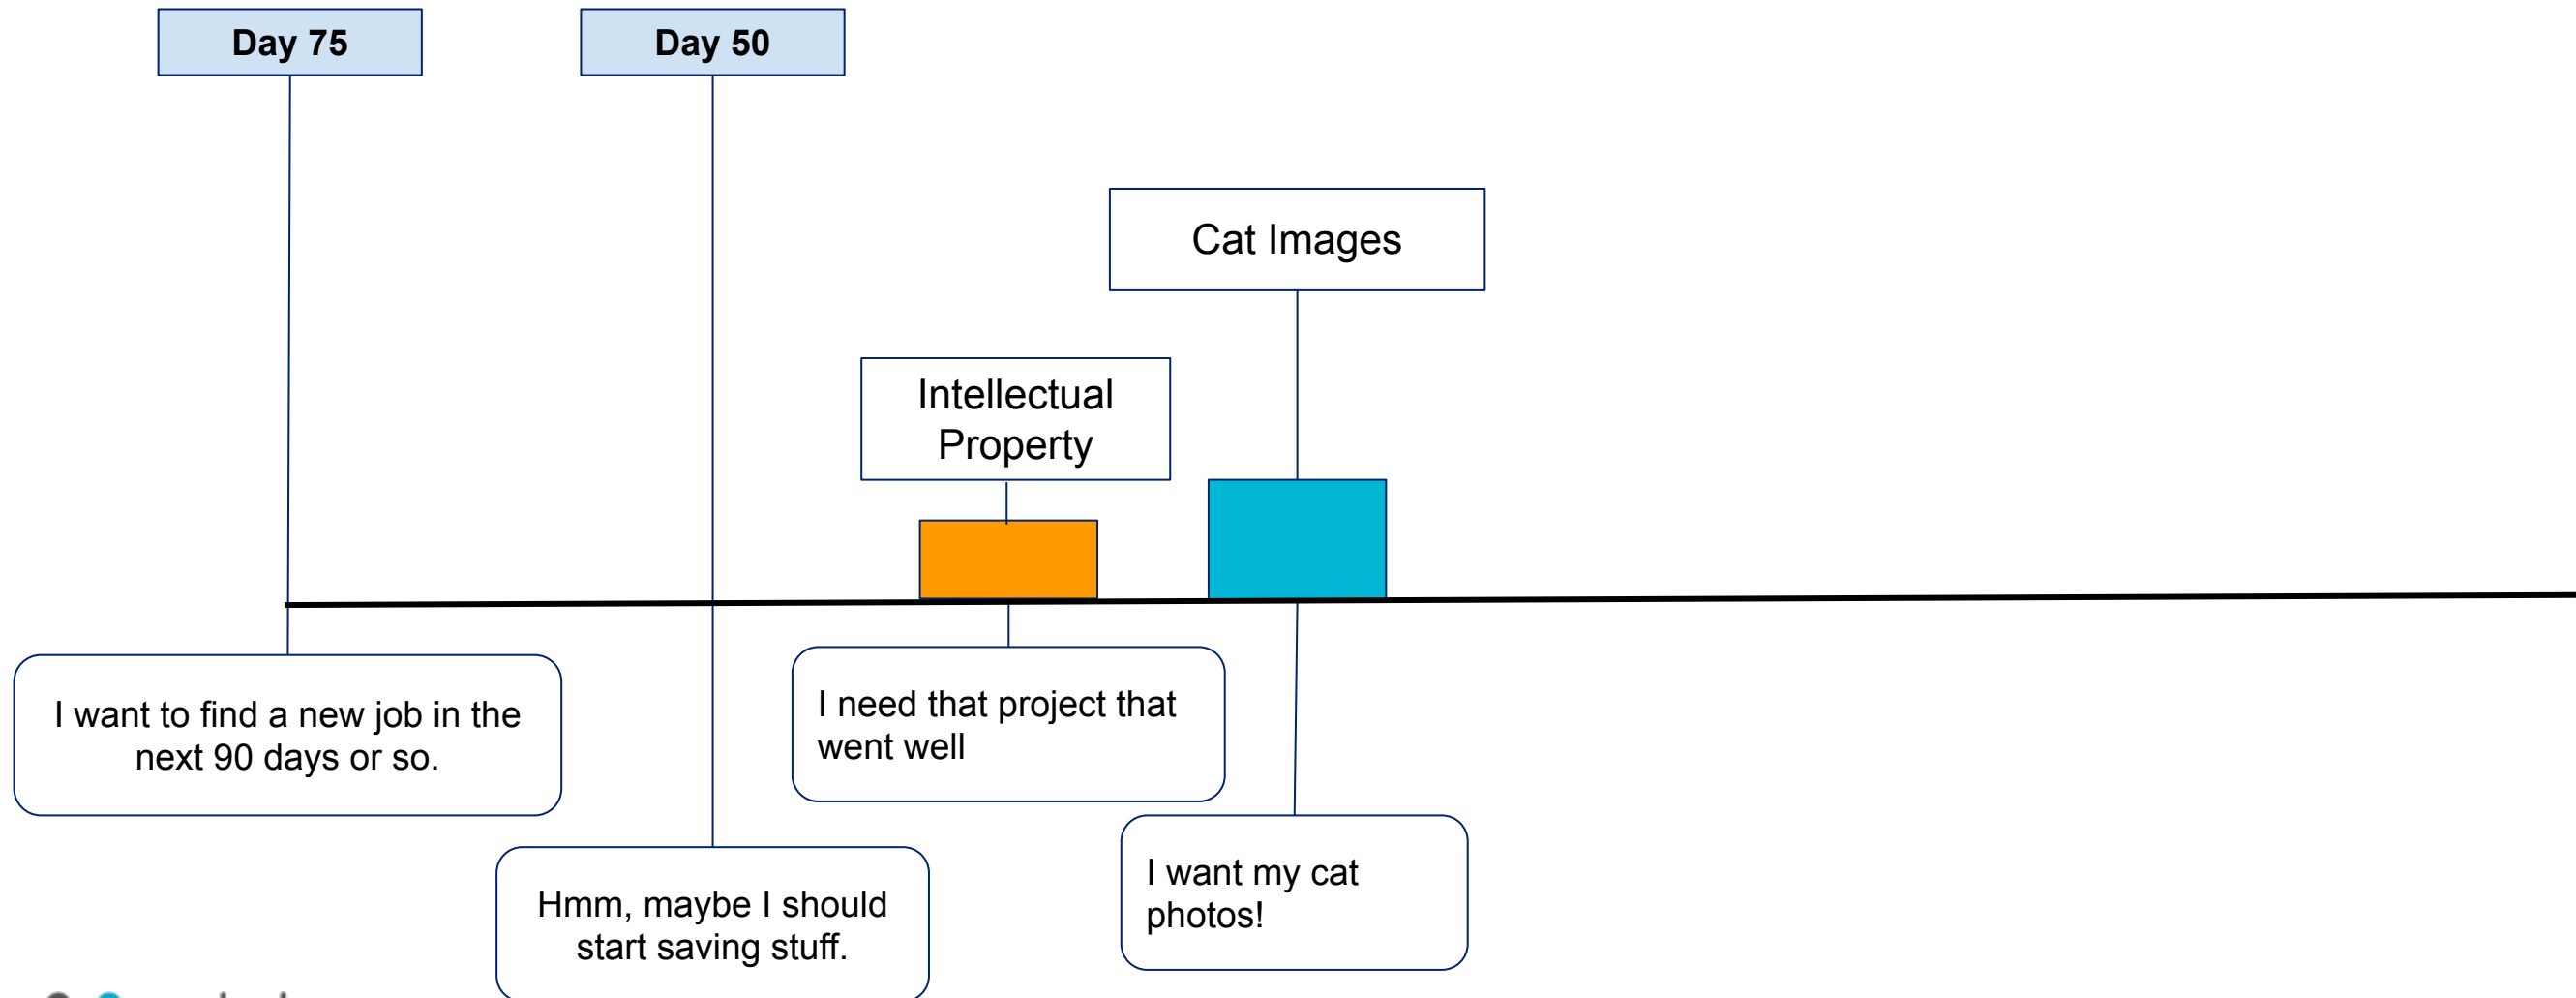 Day 75
Day 50
Cat Images
Intellectual
Property
I want to find a new job in the
next 90 days or so.
Hmm, maybe I should
start saving stuff.
I need that project that
went well
I want my cat
photos!